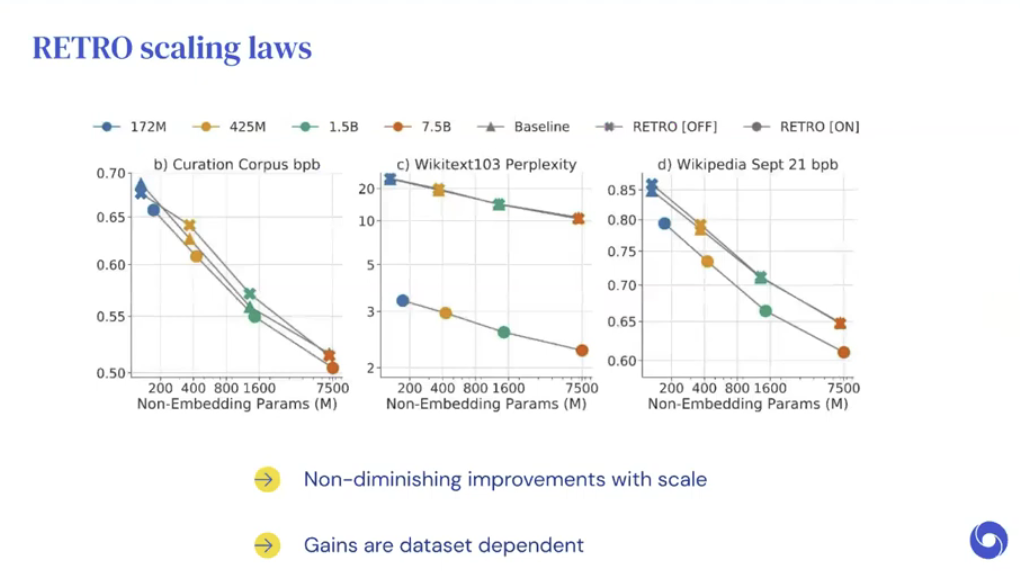 RETRO scaling laws
172M 425M 1.5B 7.5B Baseline RETRO [OFF] RETRO [ON]
b) Curation Corpus bpb
0.70
0.65
0.60
0.55
0.50
200 400 800 1600 7500
Non-Embedding Params (M)
c) Wikitext103 Perplexity
20
10
5
3
2
200 400 800 1600 7500
Non-Embedding Params (M)
d) Wikipedia Sept 21 bpb
0.85
0.80
0.75
0.70
0.65
0.60
200 400 800 1600 7500
Non-Embedding Params (M)
Non-diminishing improvements with scale
Gains are dataset dependent